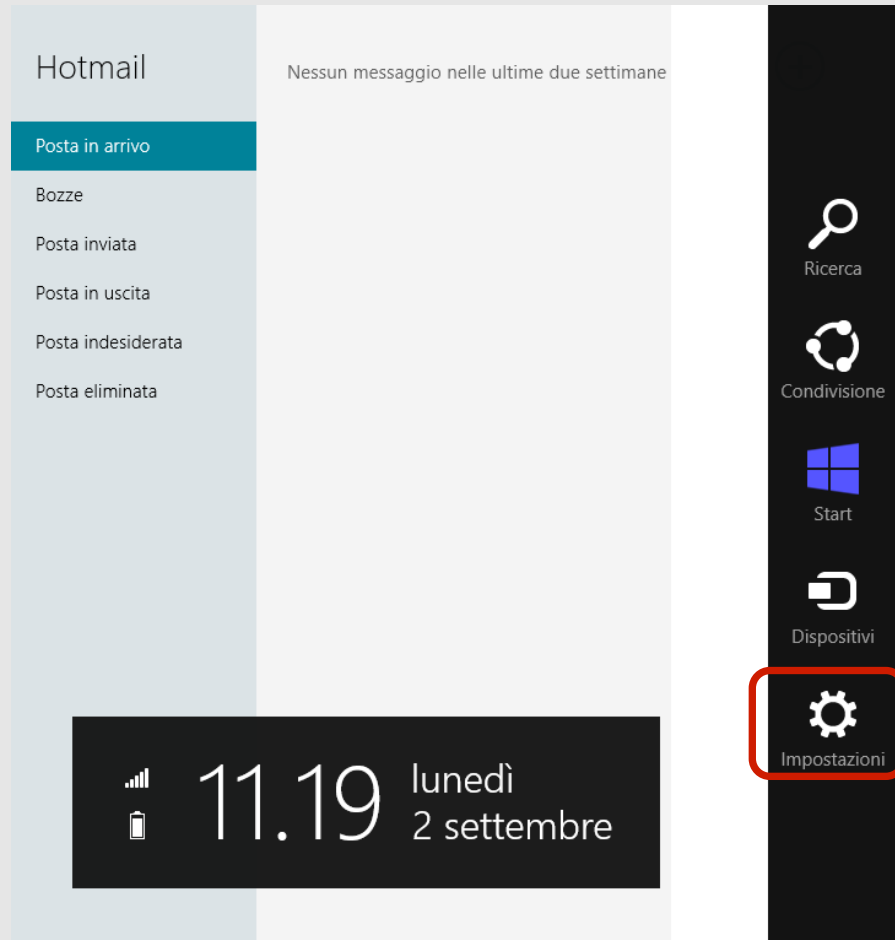 Hotmail
Nessun messaggio nelle ultime due settimane
Posta in arrivo
Bozze
Posta inviata
Posta in uscita
Posta indesiderata
Posta eliminata
11.19
lunedì
2 settembre
Ricerca
Condivisione
Start
Dispositivi
Impostazioni